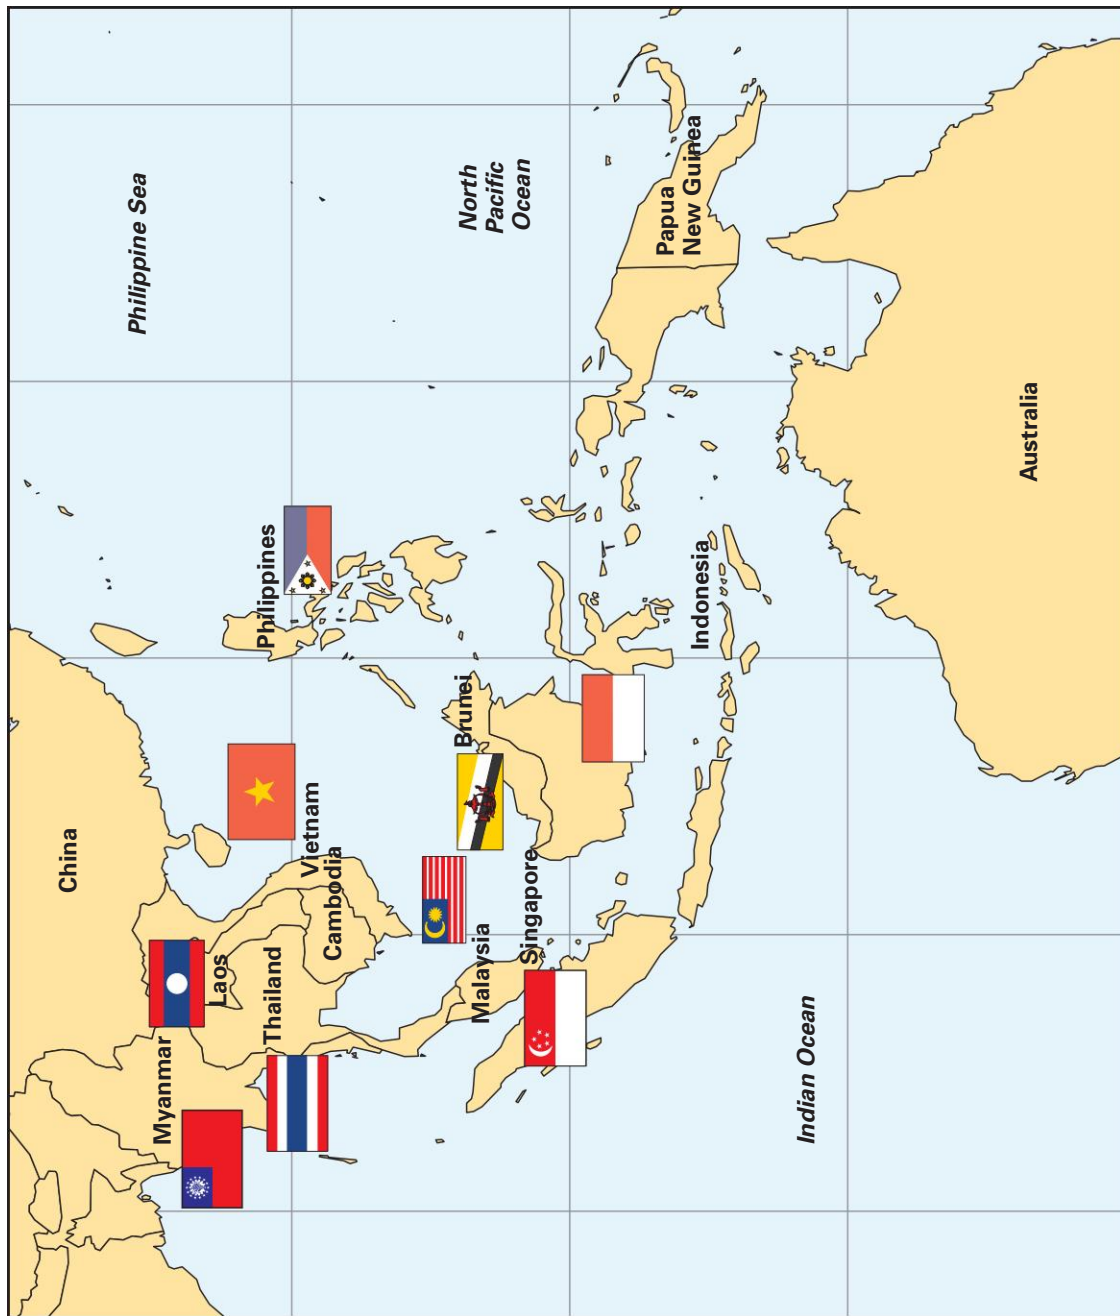 China
Philippine Sea
Myanmar
Laos
Thailand
Vietnam
Cambodia
Philippines
North
Pacific
Ocean
Malaysia
Singapore
Brunei
Indonesia
Papua
New Guinea
Indian Ocean
Australia